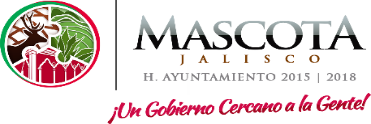 MASCOTA
JALISCO
H. AYUNTAMIENTO 2015 | 2018
¡Un Gobierno Cercano a la Gente!